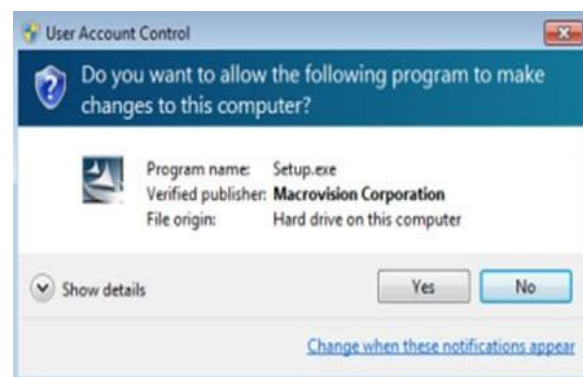 User Account Control
Do you want to allow the following program to make
changes to this computer?
Program name: Setup.exe
Verified publisher: Macrovision Corporation
File origin: Hard drive on this computer
Show details
Yes
No
Change when these notifications appear